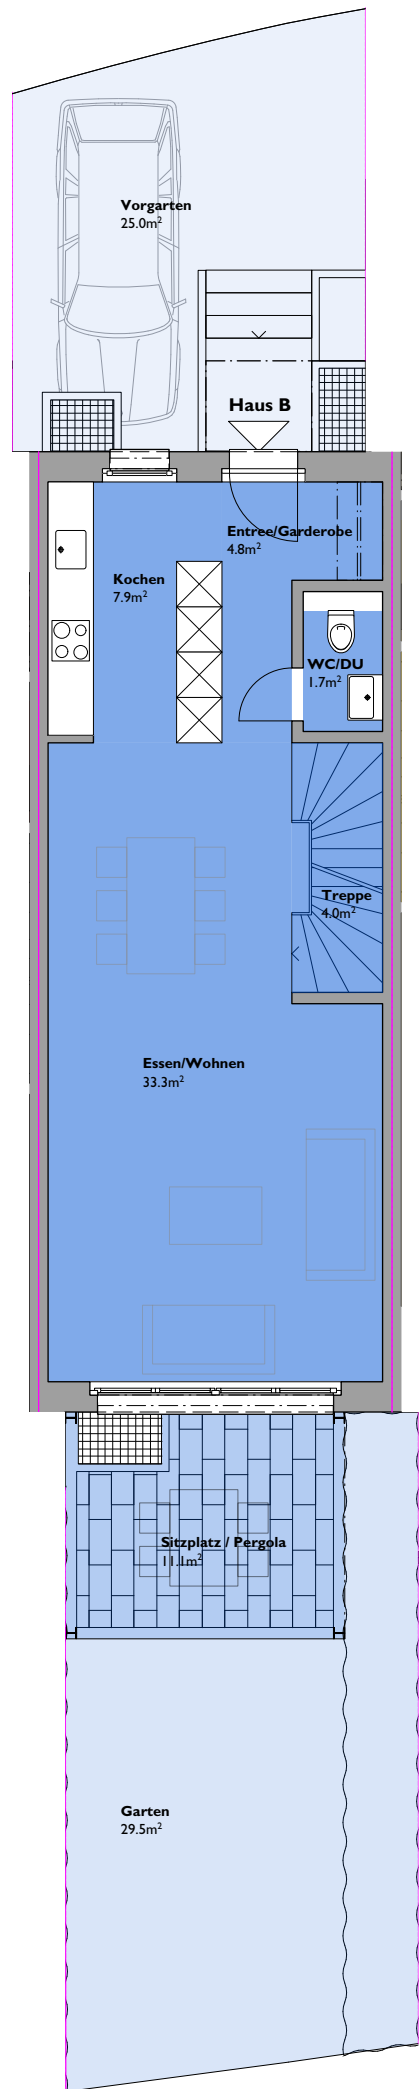 Vorgarten
25.0m²
Haus B
Entree/Garderobe
4.8m²
Kochen
7.9m²
WC/DU
1.7m²
Treppe
4.0m²
Essen/Wohnen
33.3m²
Sitzplatz / Pergola
11.1m²
Garten
29.5m²